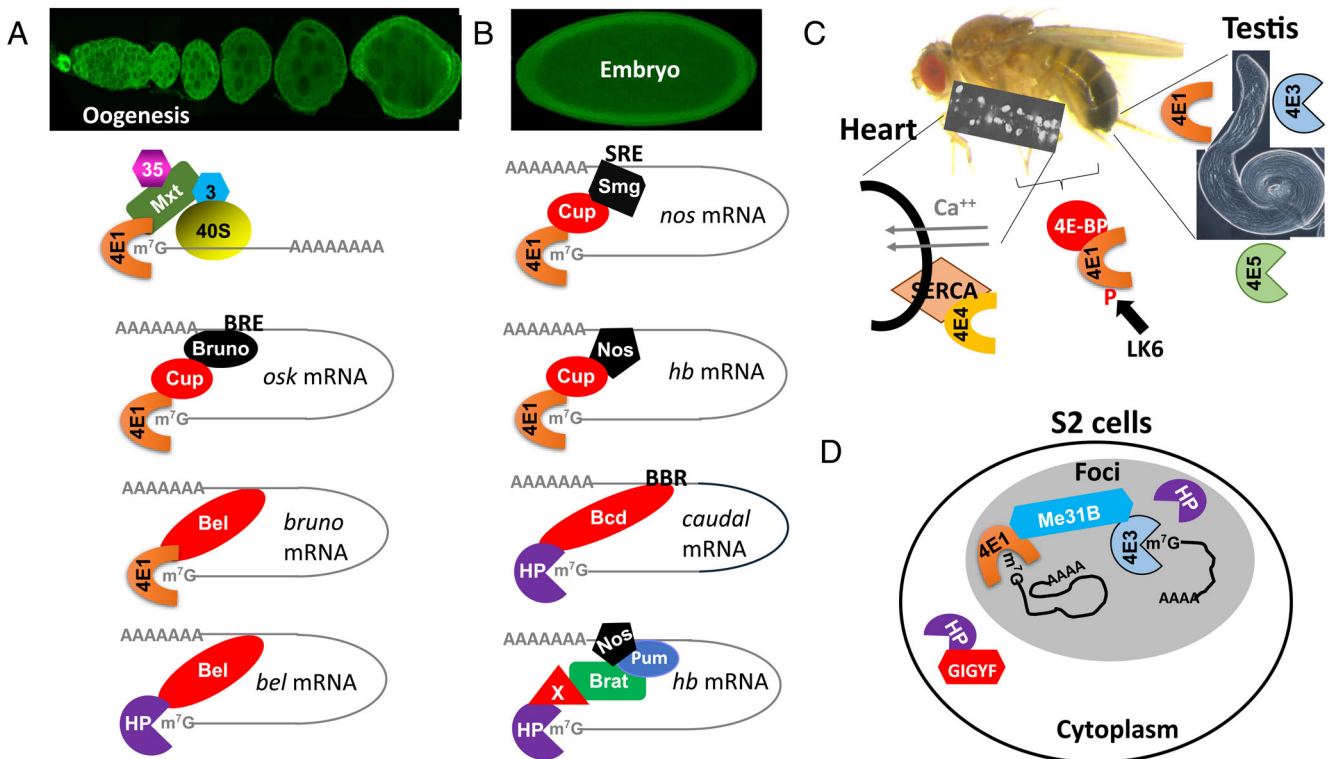 A
Oogenesis
35
Mxt
3
40S
4E1
m⁷G
AAAAAAAA
AAAAAAA
BRE
Bruno
Cup
osk mRNA
4E1
m⁷G
AAAAAAA
Bel
bruno
mRNA
4E1
m⁷G
AAAAAAA
Bel
bel mRNA
HP
m⁷G
B
Embryo
SRE
AAAAAAA
Smg
Cup
nos mRNA
4E1
m⁷G
AAAAAAA
Nos
Cup
hb mRNA
4E1
m⁷G
BBR
AAAAAAA
Bcd
caudal
mRNA
HP
m⁷G
AAAAAAA
Nos
Pum
Brat
X
hb mRNA
HP
m⁷G
C
Testis
4E1
4E3
Heart
Ca⁺⁺
4E-BP
4E1
P
LK6
SERCA
4E4
4E5
D
S2 cells
Foci
HP
Me31B
4E1
4E3
m⁷G
m⁷G
AAAA
AAAA
HP
GIGYF
Cytoplasm